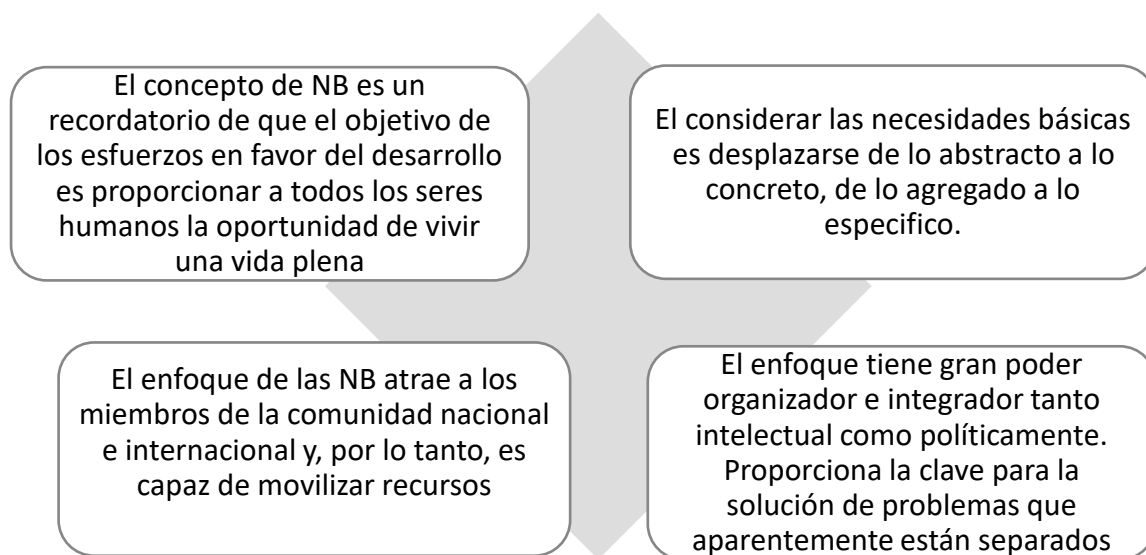 El concepto de NB es un
recordatorio de que el objetivo de
los esfuerzos en favor del desarrollo
es proporcionar a todos los seres
humanos la oportunidad de vivir
una vida plena
El considerar las necesidades básicas
es desplazarse de lo abstracto a lo
concreto, de lo agregado a lo
especifico.
El enfoque de las NB atrae a los
miembros de la comunidad nacional
e internacional y, por lo tanto, es
capaz de movilizar recursos
El enfoque tiene gran poder
organizador e integrador tanto
intelectual como políticamente.
Proporciona la clave para la
solución de problemas que
aparentemente están separados